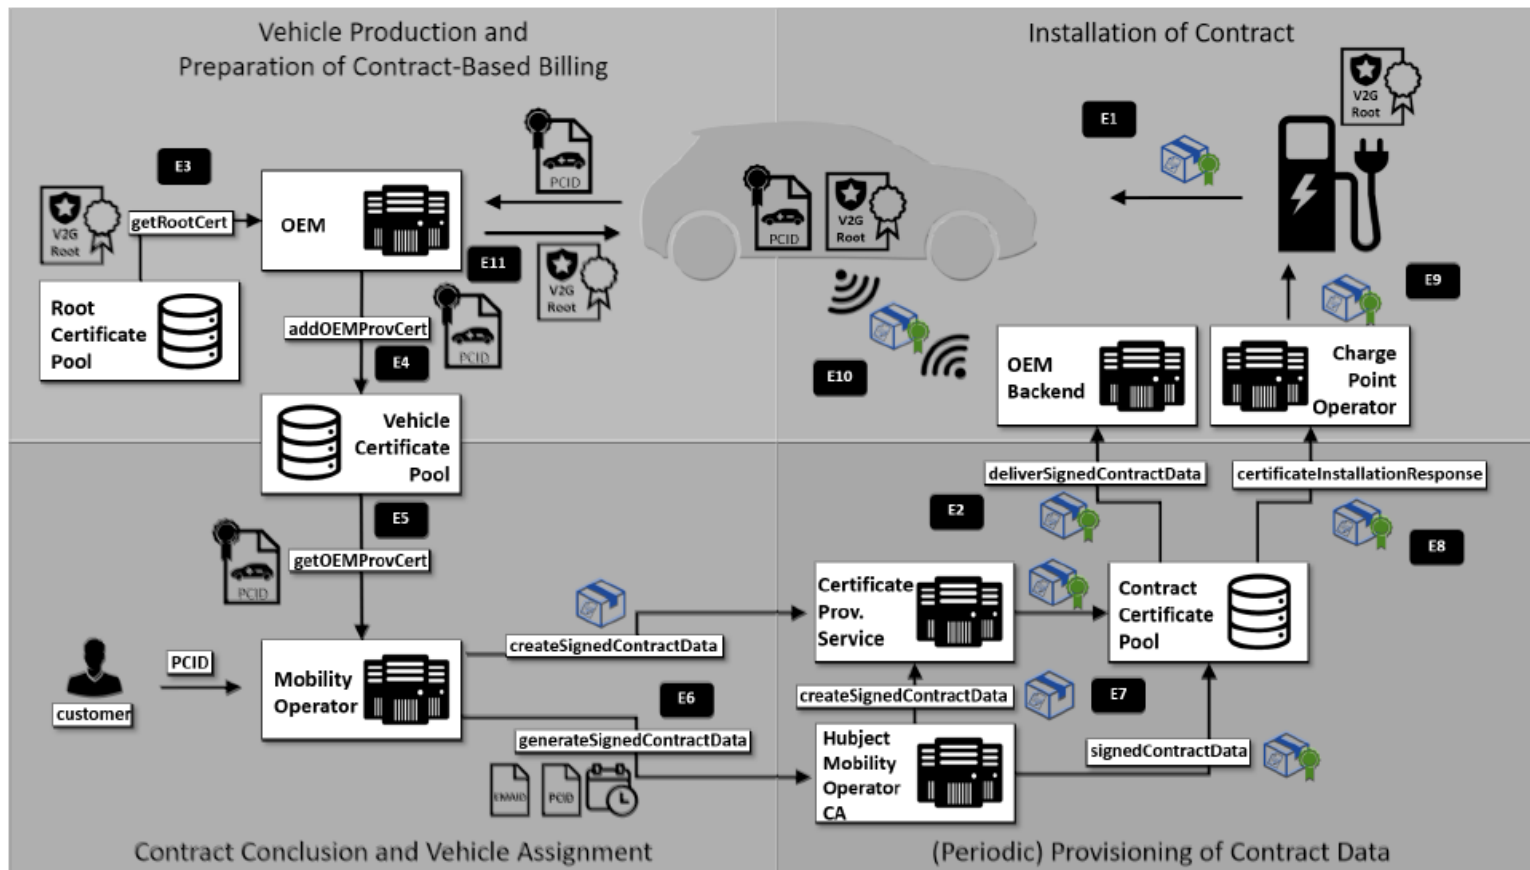 Vehicle Production and
Preparation of Contract-Based Billing
Installation of Contract
E3
V2G
Root
getRootCert
OEM
Root
Certificate
Pool
PCID
E11
V2G
Root
addOEMProvCert
PCID
E4
PCID
V2G
Root
E1
V2G
Root
E9
E10
OEM
Backend
Charge
Point
Operator
Vehicle
Certificate
Pool
E5
getOEMProvCert
PCID
customer
PCID
Mobility
Operator
createSignedContractData
E6
generateSignedContractData
EMAID
PCID
Contract Conclusion and Vehicle Assignment
deliverSignedContractData
certificateInstallationResponse
E2
E8
Certificate
Prov.
Service
Contract
Certificate
Pool
createSignedContractData
E7
Hubject
Mobility
Operator
CA
signedContractData
(Periodic) Provisioning of Contract Data